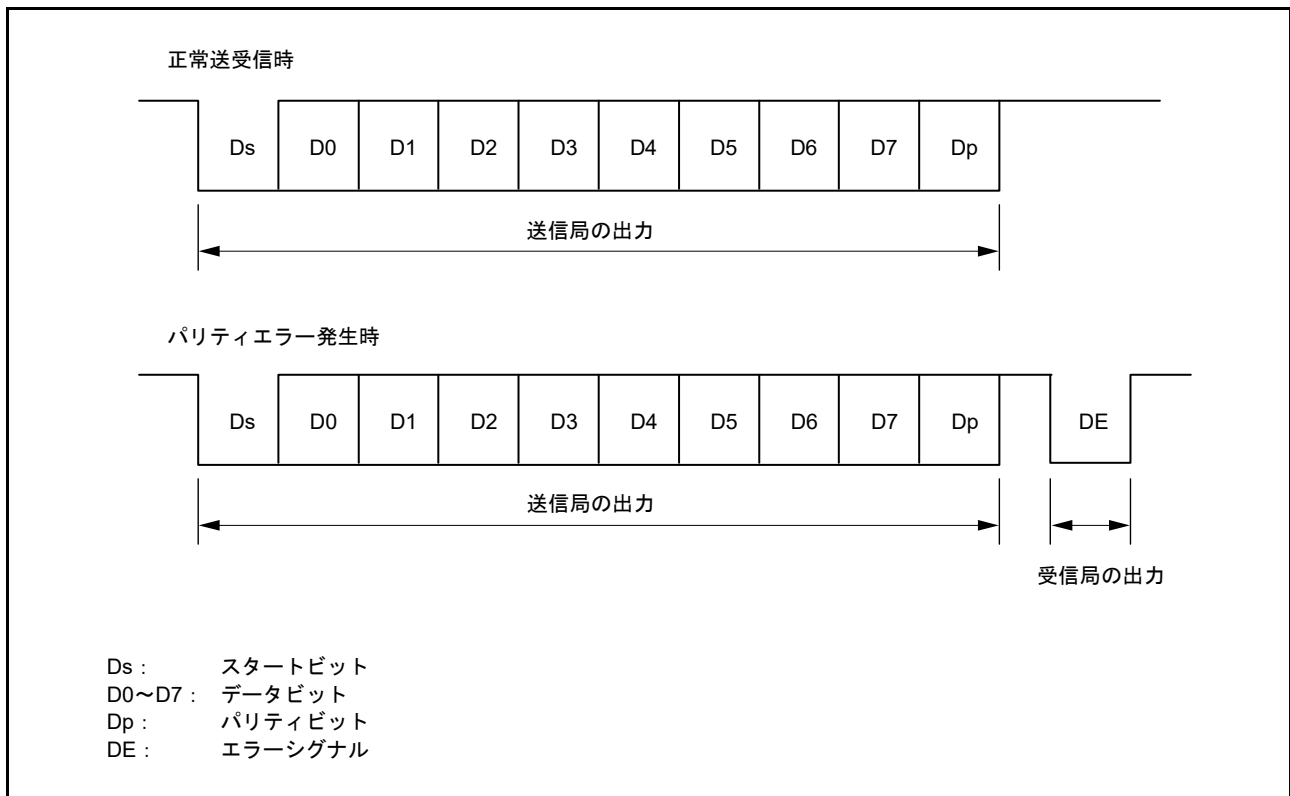 正常送受信時
Ds D0 D1 D2 D3 D4 D5 D6 D7 Dp
送信局の出力
パリティエラー発生時
Ds D0 D1 D2 D3 D4 D5 D6 D7 Dp DE
送信局の出力
受信局の出力
Ds : スタートビット
D0～D7 : データビット
Dp : パリティビット
DE : エラーシグナル